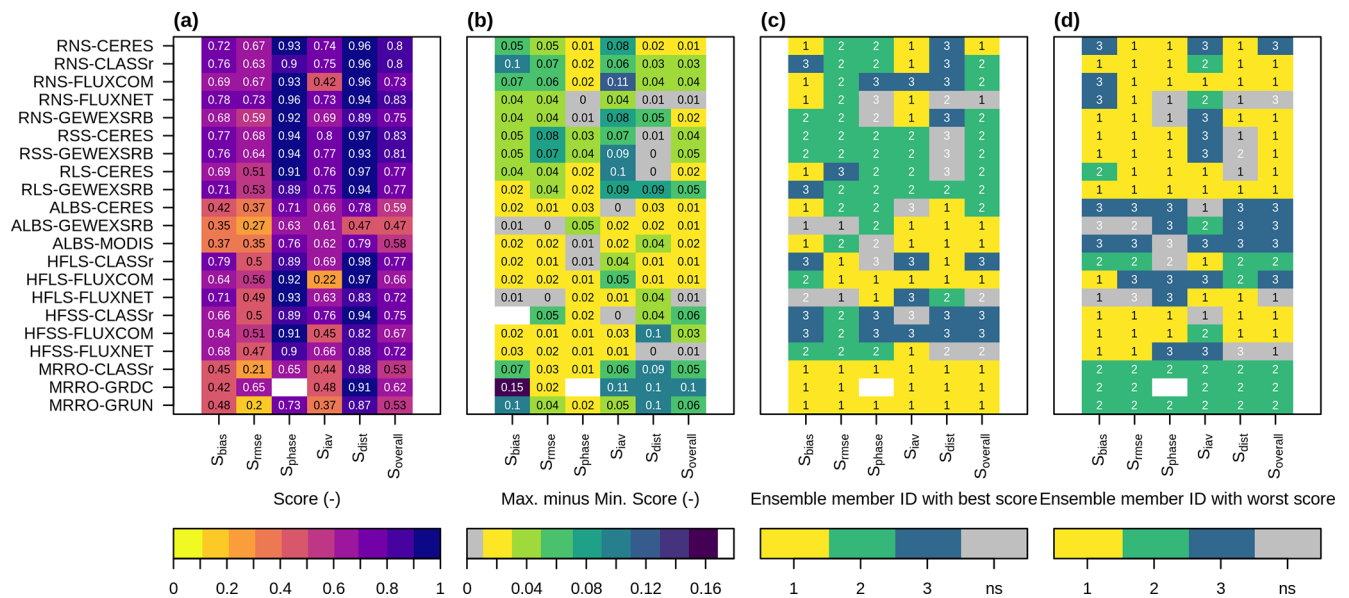 (a) (b) (c) (d)
RNS-CERES 0.72 0.67 0.93 0.74 0.96 0.8 0.05 0.05 0.01 0.08 0.02 0.01 1 2 2 1 3 1 3 1 1 3 1 3
RNS-CLASSr 0.76 0.63 0.9 0.75 0.96 0.8 0.1 0.07 0.02 0.06 0.03 0.03 3 2 2 1 3 2 1 1 1 2 1 1
RNS-FLUXCOM 0.69 0.67 0.93 0.42 0.96 0.73 0.07 0.06 0.02 0.11 0.04 0.04 1 2 3 3 3 2 3 1 1 1 1 1
RNS-FLUXNET 0.78 0.73 0.96 0.73 0.94 0.83 0.04 0.04 0 0.04 0.01 0.01 1 2 3 1 2 1 3 1 1 2 1 3
RNS-GEWEXSRB 0.68 0.59 0.92 0.69 0.89 0.75 0.04 0.04 0.01 0.08 0.05 0.02 2 2 2 1 3 2 1 1 1 3 1 1
RSS-CERES 0.77 0.68 0.94 0.8 0.97 0.83 0.05 0.08 0.03 0.07 0.01 0.04 2 2 2 2 3 2 1 1 1 3 1 1
RSS-GEWEXSRB 0.76 0.64 0.94 0.77 0.93 0.81 0.05 0.07 0.04 0.09 0 0.05 2 2 2 2 3 2 1 1 1 3 2 1
RLS-CERES 0.69 0.51 0.91 0.76 0.97 0.77 0.04 0.04 0.02 0.1 0 0.02 1 3 2 2 3 2 2 1 1 1 1 1
RLS-GEWEXSRB 0.71 0.53 0.89 0.75 0.94 0.77 0.02 0.04 0.02 0.09 0.09 0.05 3 2 2 2 2 2 1 1 1 1 1 1
ALBS-CERES 0.42 0.37 0.71 0.66 0.78 0.59 0.02 0.01 0.03 0 0.03 0.01 1 2 2 3 1 2 3 3 3 1 3 3
ALBS-GEWEXSRB 0.35 0.27 0.63 0.61 0.47 0.47 0.01 0 0.05 0.02 0.02 0.01 1 1 1 1 1 1 3 2 3 2 3 3
ALBS-MODIS 0.37 0.35 0.76 0.62 0.79 0.58 0.02 0.02 0.01 0.02 0.04 0.02 1 2 2 1 1 1 3 3 3 3 3 3
HFLS-CLASSr 0.79 0.5 0.89 0.69 0.98 0.77 0.02 0.02 0.01 0.04 0.01 0.01 3 1 3 3 1 3 2 2 2 1 2 2
HFLS-FLUXCOM 0.64 0.56 0.92 0.22 0.97 0.66 0.02 0.02 0.02 0.05 0.01 0.01 2 1 1 1 1 1 1 3 3 3 2 3
HFLS-FLUXNET 0.71 0.49 0.93 0.63 0.83 0.72 0.01 0 0.02 0.01 0.04 0.01 2 1 1 3 2 2 1 3 3 1 1 1
HFSS-CLASSr 0.66 0.5 0.89 0.76 0.94 0.75 0.05 0.02 0 0.04 0.06 3 2 3 3 3 3 1 1 1 1 1 1
HFSS-FLUXCOM 0.64 0.51 0.91 0.45 0.82 0.67 0.02 0.01 0.01 0.03 0.1 0.03 3 2 3 3 3 3 1 1 1 2 1 1
HFSS-FLUXNET 0.68 0.47 0.9 0.66 0.88 0.72 0.03 0.02 0.01 0.02 0 0.01 2 2 2 1 2 2 1 1 3 3 3 1
MRRO-CLASSr 0.45 0.21 0.65 0.44 0.88 0.53 0.07 0.03 0.02 0.06 0.09 0.05 1 1 1 1 1 1 2 2 2 2 2 2
MRRO-GRDC 0.42 0.65 0.48 0.91 0.62 0.15 0.02 0.11 0.1 0.1 1 1 1 1 1 2 2 2 2 2
MRRO-GRUN 0.48 0.2 0.73 0.37 0.87 0.53 0.1 0.04 0.02 0.05 0.1 0.06 1 1 1 1 1 1 2 2 2 2 2 2
Sbias Srmse Sphase Siav Sdist Soverall Sbias Srmse Sphase Siav Sdist Soverall Sbias Srmse Sphase Siav Sdist Soverall Sbias Srmse Sphase Siav Sdist Soverall
Score (-) Max. minus Min. Score (-) Ensemble member ID with best score Ensemble member ID with worst score
0 0.2 0.4 0.6 0.8 1 0 0.04 0.08 0.12 0.16 1 2 3 ns 1 2 3 ns